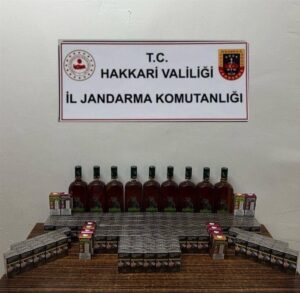 T.C.
HAKKARİ VALİLİĞİ
İL JANDARMA KOMUTANLIĞI